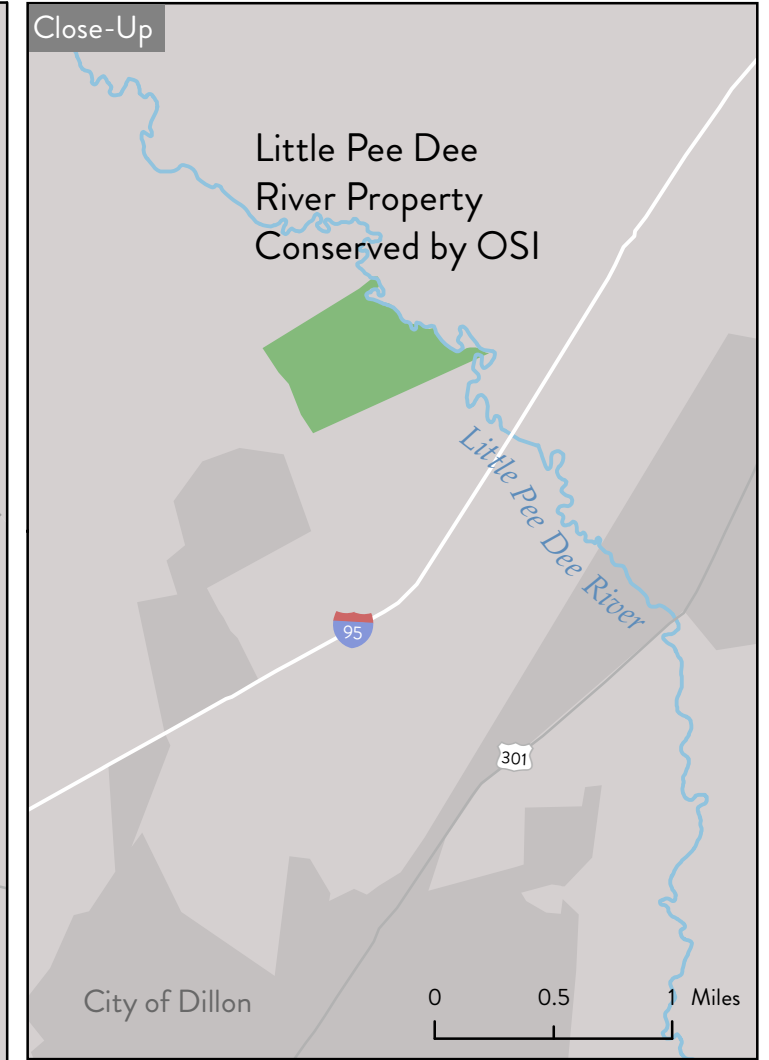 Close-Up
Little Pee Dee
River Property
Conserved by OSI
Little Pee Dee River
95
301
City of Dillon
0 0.5 1 Miles